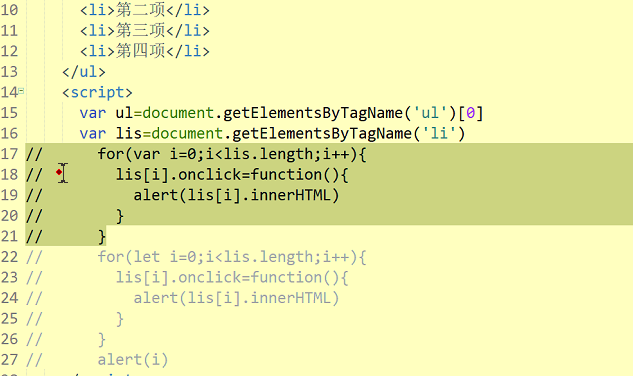 10 <li>第二项</li>
11 <li>第三项</li>
12 <li>第四项</li>
13 </ul>
14 <script>
15 var ul=document.getElementsByTagName('ul')[0]
16 var lis=document.getElementsByTagName('li')
17 // for(var i=0;i<lis.length;i++){
18 // lis[i].onclick=function(){
19 // alert(lis[i].innerHTML)
20 // }
21 // }
22 // for(let i=0;i<lis.length;i++){
23 // lis[i].onclick=function(){
24 // alert(lis[i].innerHTML)
25 // }
26 // }
27 // alert(i)